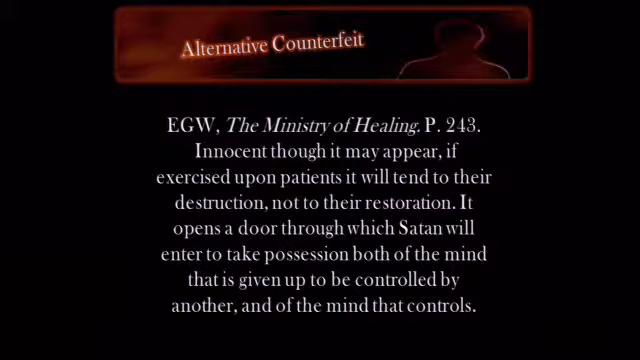 Alternative Counterfeit
EGW, The Ministry of Healing. P. 243.
Innocent though it may appear, if
exercised upon patients it will tend to their
destruction, not to their restoration. It
opens a door through which Satan will
enter to take possession both of the mind
that is given up to be controlled by
another, and of the mind that controls.